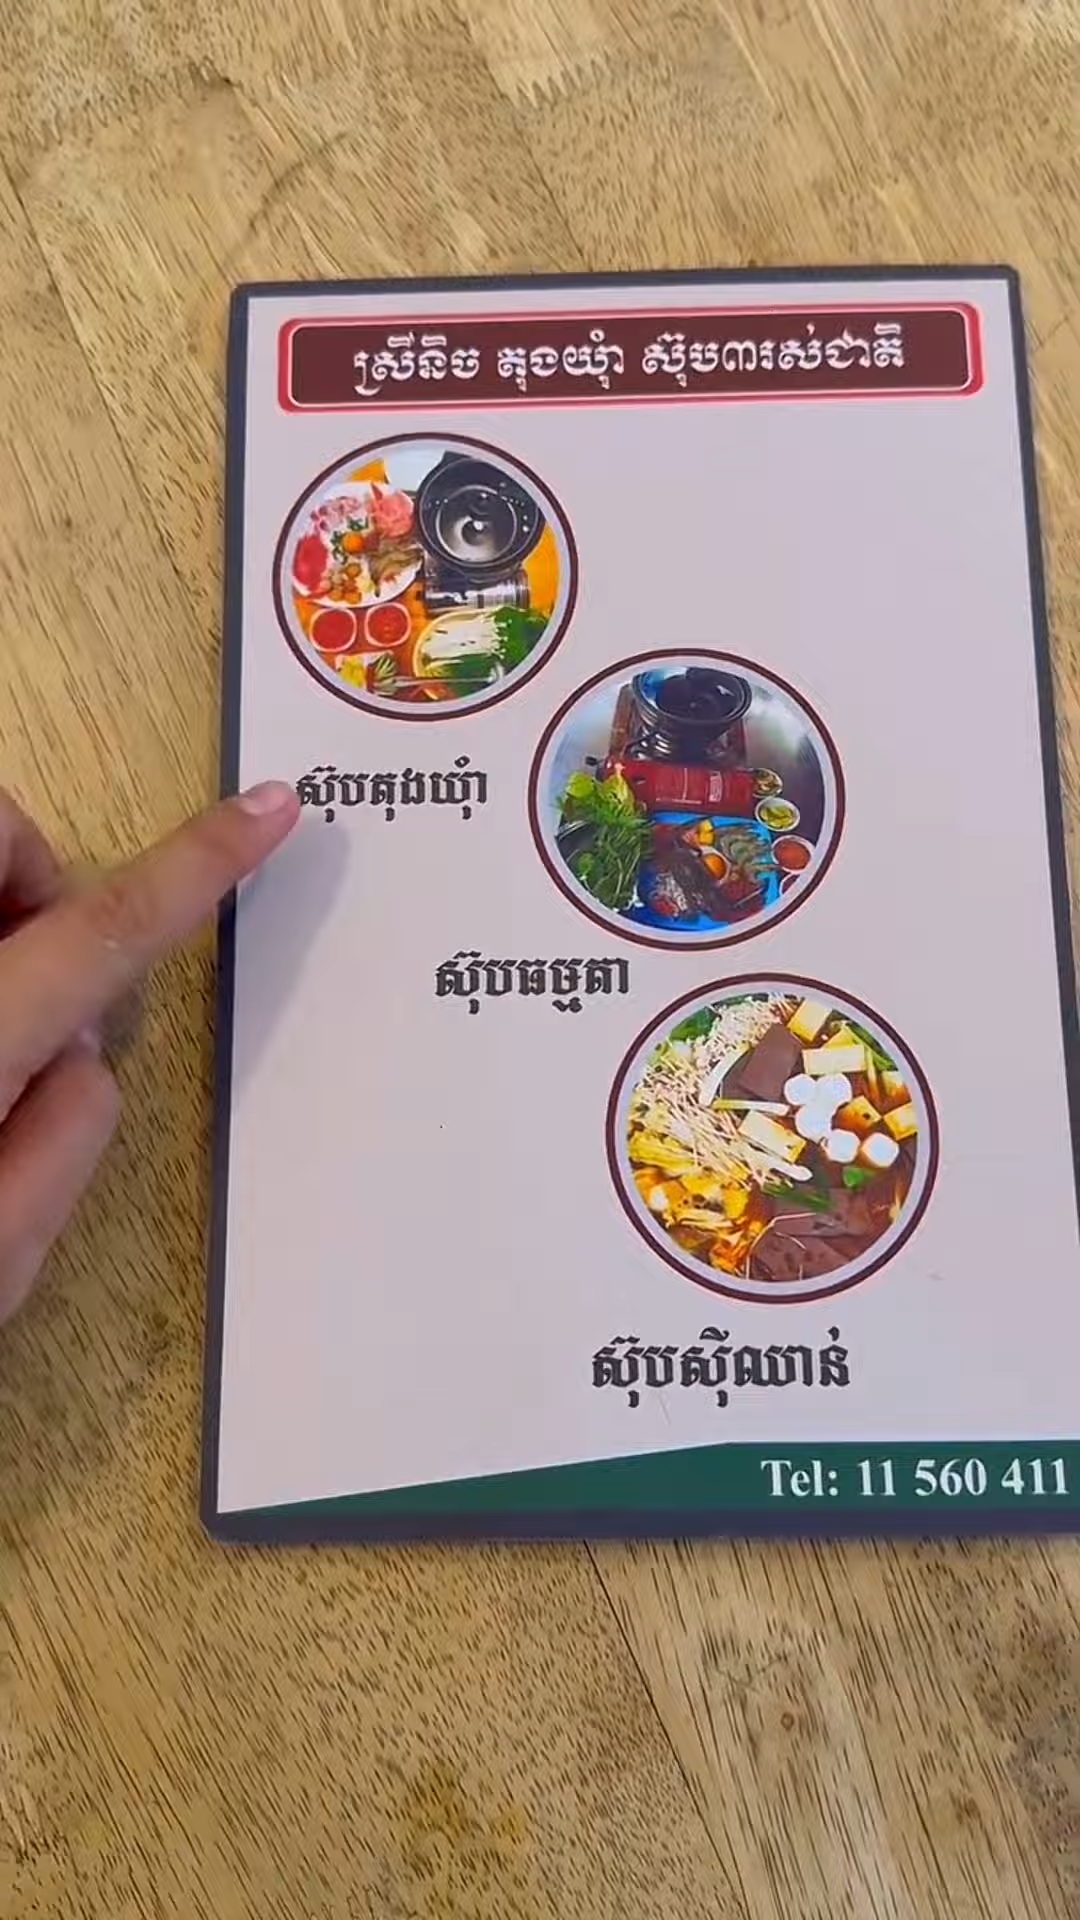 ស្រីនិច តុងយ៉ុំា ស៊ុប៣រស់ជាតិ
ស៊ុបតុងយ៉ុំា
ស៊ុបធម្មតា
ស៊ុបស៊ីឈាន់
Tel: 11 560 411